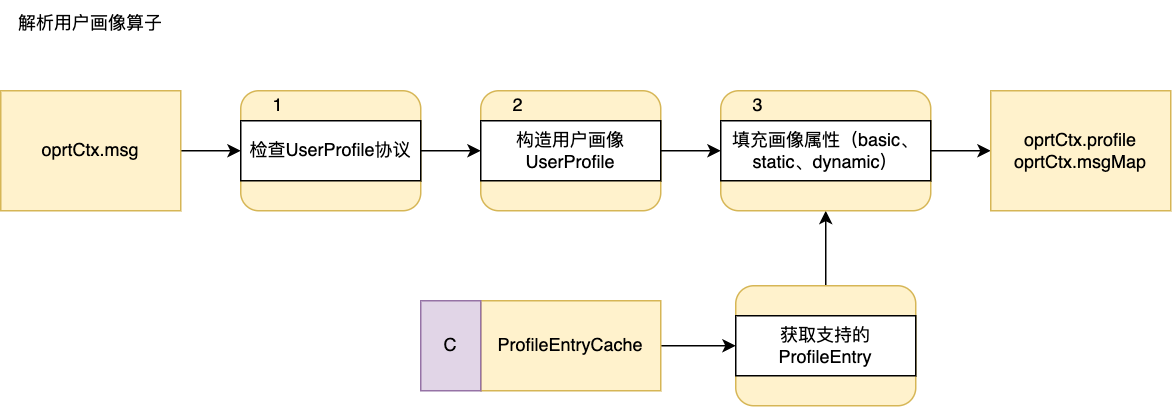 解析用户画像算子
oprtCtx.msg
1
检查UserProfile协议
2
构造用户画像
UserProfile
3
填充画像属性（basic、
static、dynamic）
oprtCtx.profile
oprtCtx.msgMap
C
ProfileEntryCache
获取支持的
ProfileEntry